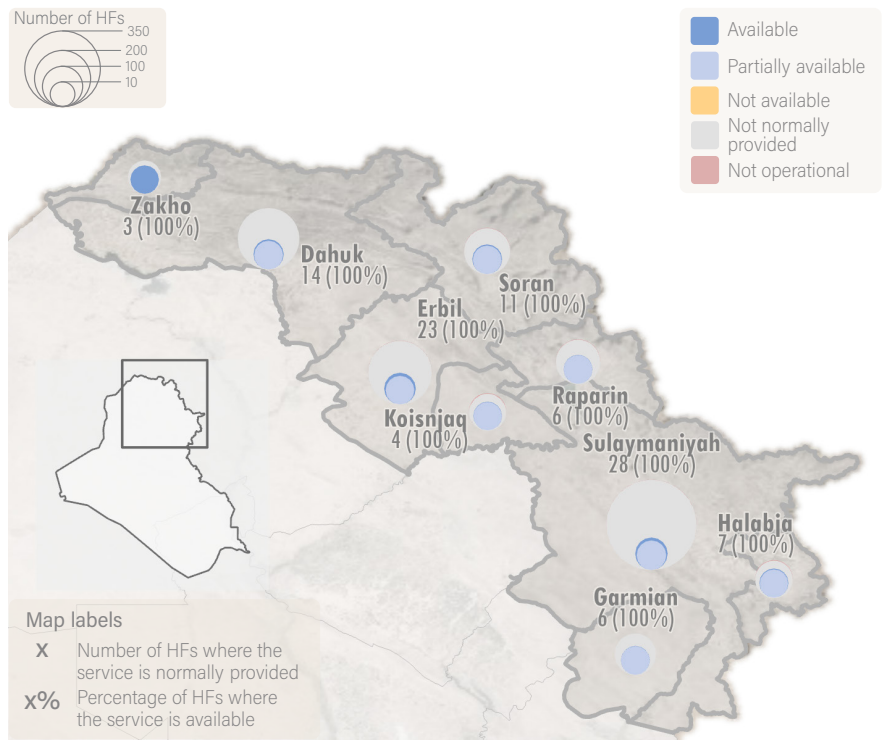 Number of HFs
350
200
100
10
Available
Partially available
Not available
Not normally
provided
Not operational
Zakho
3 (100%)
Dahuk
14 (100%)
Soran
11 (100%)
Erbil
23 (100%)
Raparin
6 (100%)
Koisnjaq
4 (100%)
Sulaymaniyah
28 (100%)
Halabja
7 (100%)
Garmian
6 (100%)
Map labels
X Number of HFs where the
service is normally provided
x% Percentage of HFs where
the service is available